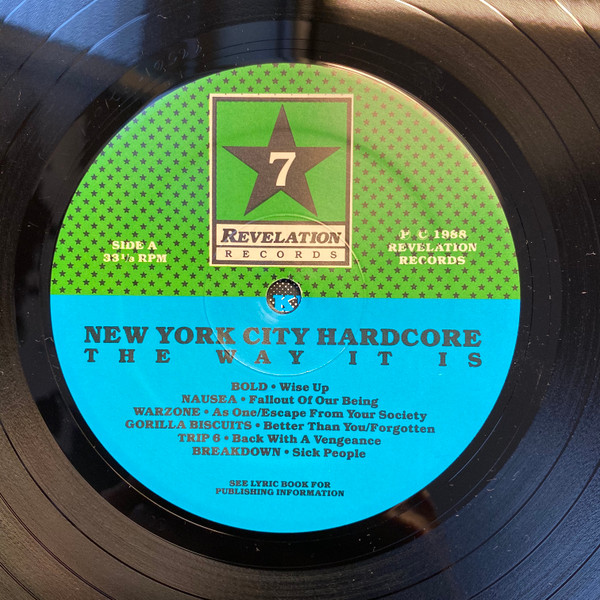 7
REVELATION
RECORDS
SIDE A
33 1/3 RPM
P C 1988
REVELATION
RECORDS
NEW YORK CITY HARDCORE
THE WAY IT IS
BOLD • Wise Up
NAUSEA • Fallout Of Our Being
WARZONE • As One/Escape From Your Society
GORILLA BISCUITS • Better Than You/Forgotten
TRIP 6 • Back With A Vengeance
BREAKDOWN • Sick People
SEE LYRIC BOOK FOR
PUBLISHING INFORMATION